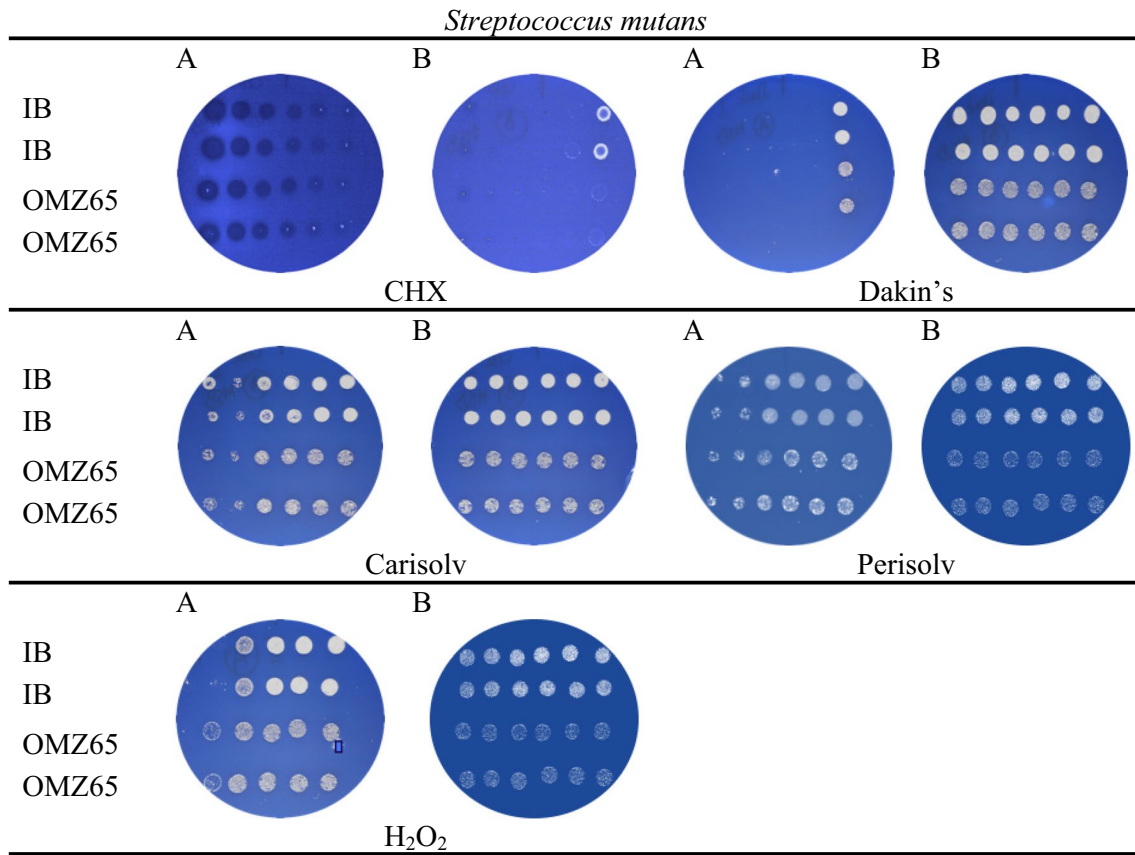 Streptococcus mutans
A B A B
IB
IB
OMZ65
OMZ65
CHX Dakin's
A B A B
IB
IB
OMZ65
OMZ65
Carisolv Perisolv
A B
IB
IB
OMZ65
OMZ65
H₂O₂